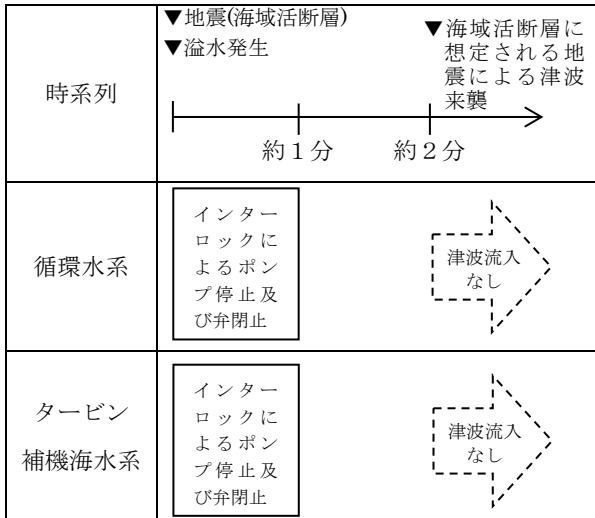 時系列
▼地震(海域活断層)
▼溢水発生
▼海域活断層に
想定される地
震による津波
来襲
約１分
約２分
循環水系
インター
ロックに
よるポン
プ停止及
び弁閉止
津波流入
なし
タービン
補機海水系
インター
ロックに
よるポン
プ停止及
び弁閉止
津波流入
なし